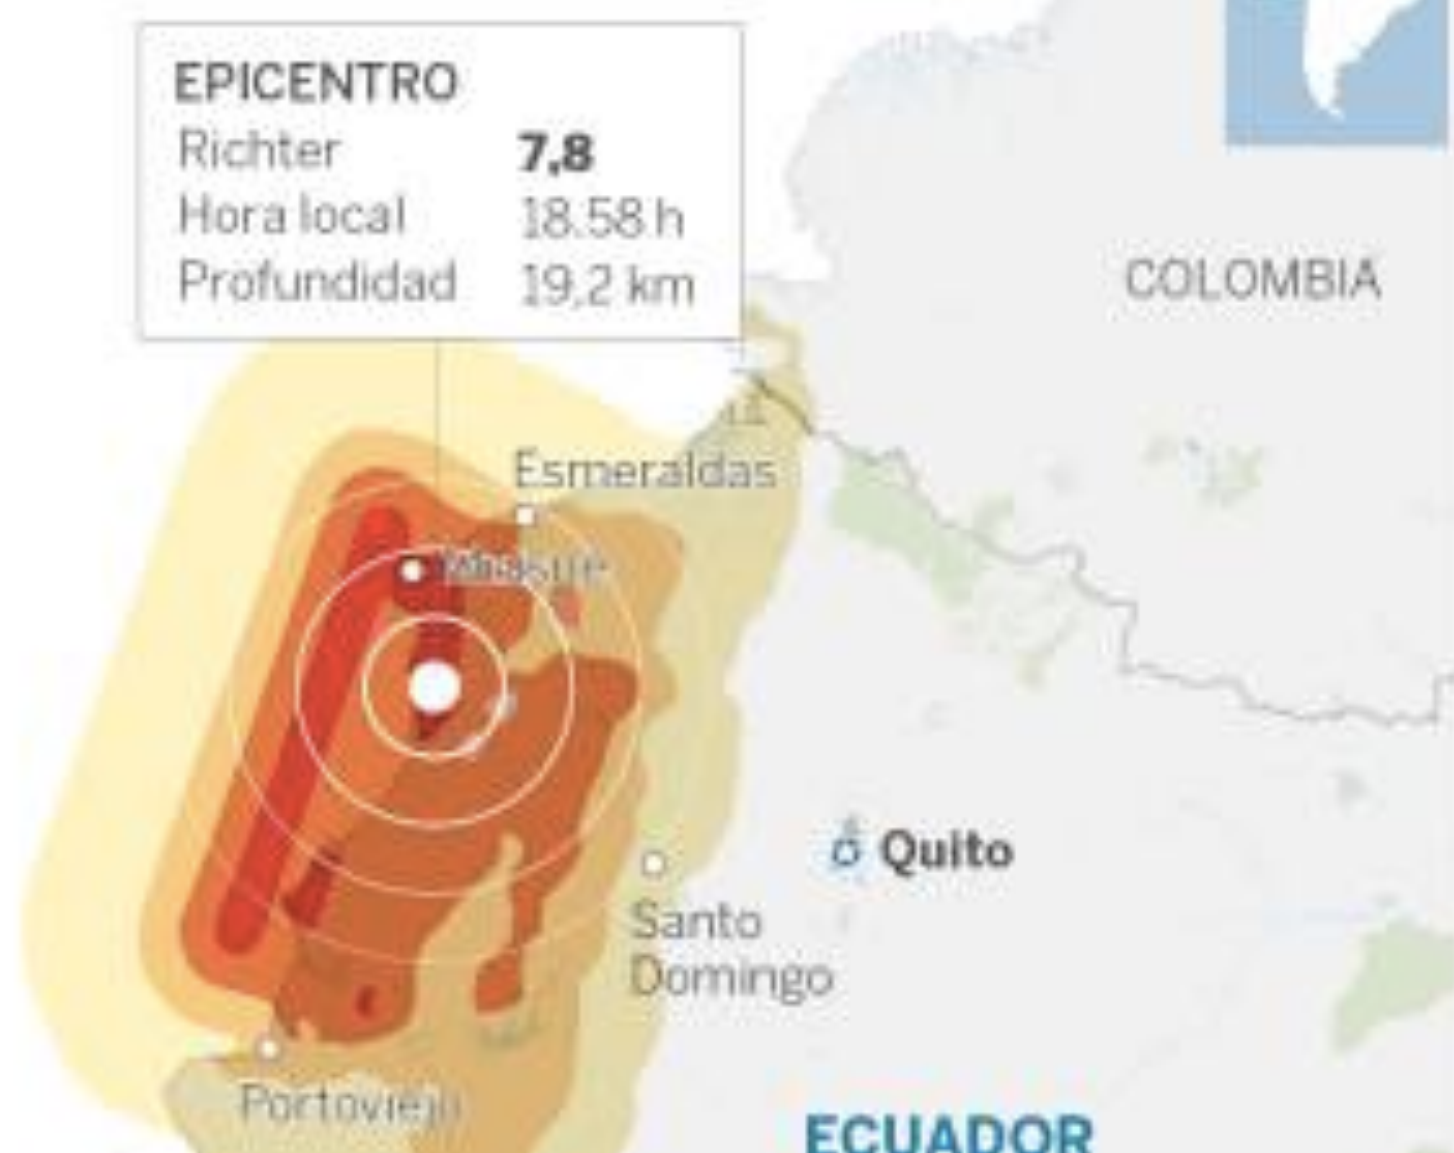 EPICENTRO
Richter 7,8
Hora local 18.58 h
Profundidad 19,2 km
COLOMBIA
Esmeraldas
Quito
Santo
Domingo
Portoviejo
ECUADOR